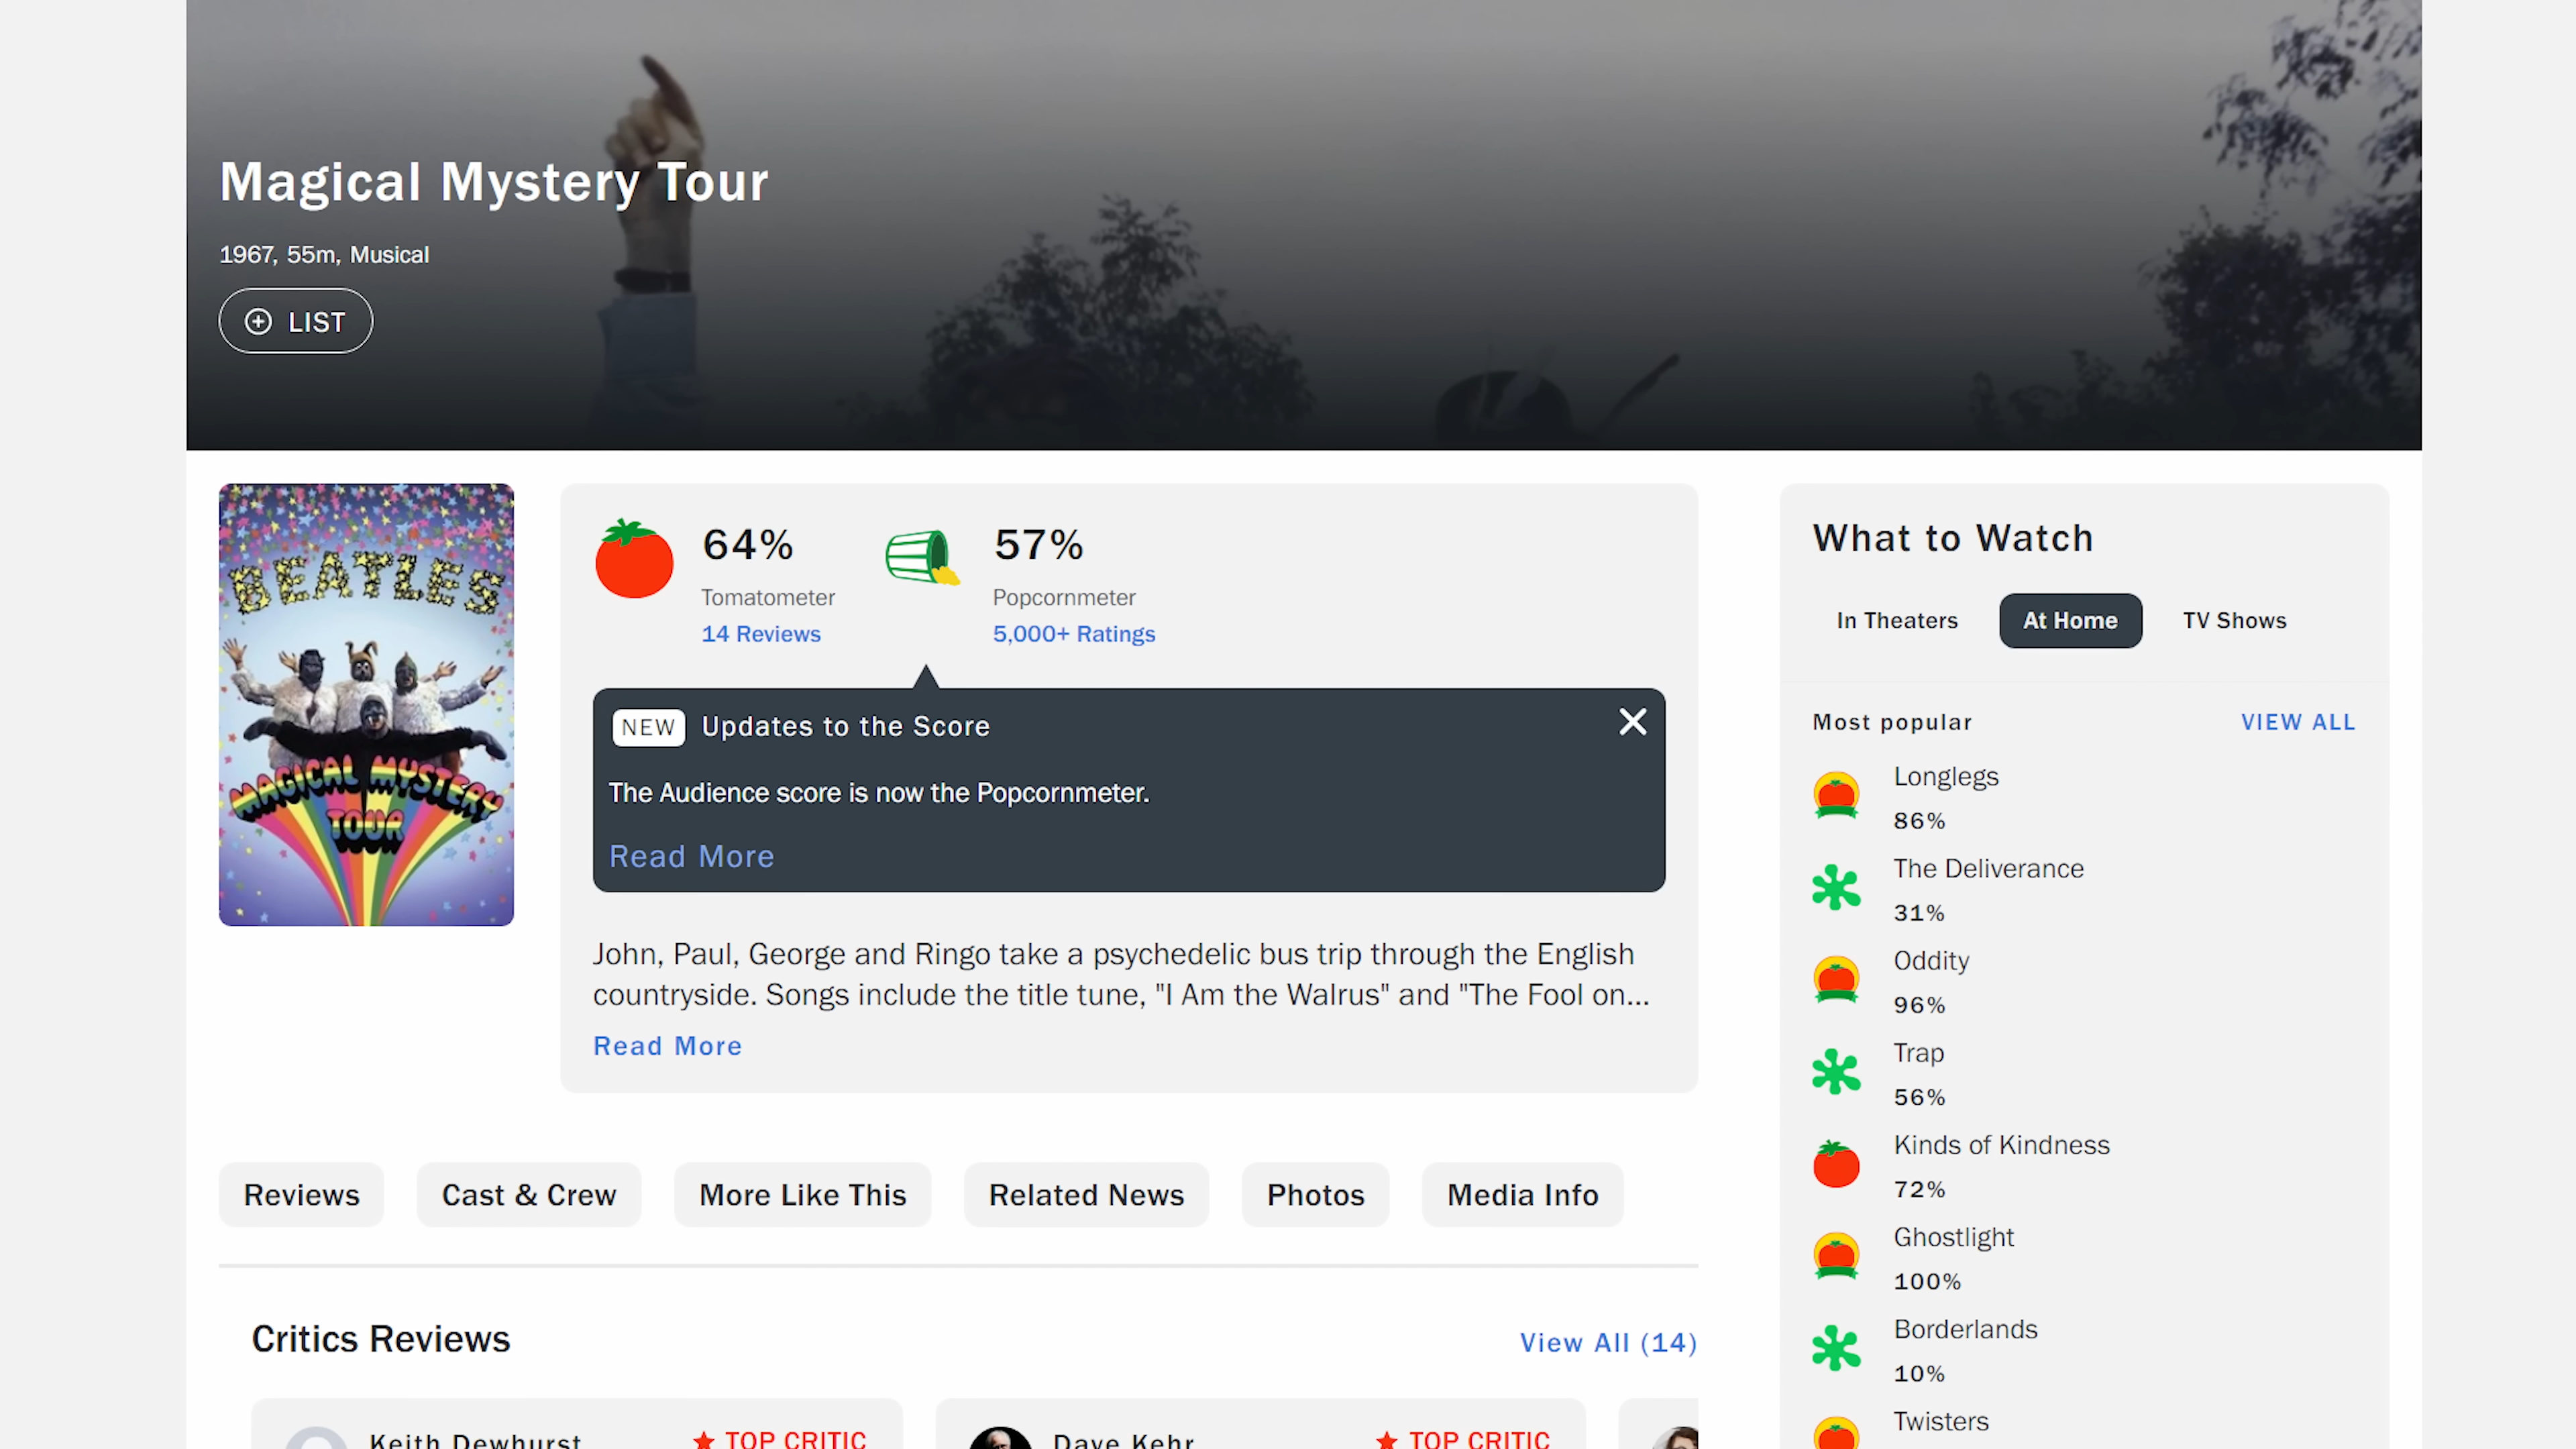 Magical Mystery Tour
1967, 55m, Musical
LIST
BEATLES
MAGICAL MYSTERY
TOUR
64%
Tomatometer
14 Reviews
57%
Popcornmeter
5,000+ Ratings
NEW Updates to the Score
The Audience score is now the Popcornmeter.
Read More
John, Paul, George and Ringo take a psychedelic bus trip through the English
countryside. Songs include the title tune, "I Am the Walrus" and "The Fool on...
Read More
Reviews
Cast & Crew
More Like This
Related News
Photos
Media Info
Critics Reviews
View All (14)
Keith Dewhurst
TOP CRITIC
Dave Kehr
TOP CRITIC
What to Watch
In Theaters
At Home
TV Shows
Most popular
VIEW ALL
Longlegs
86%
The Deliverance
31%
Oddity
96%
Trap
56%
Kinds of Kindness
72%
Ghostlight
100%
Borderlands
10%
Twisters